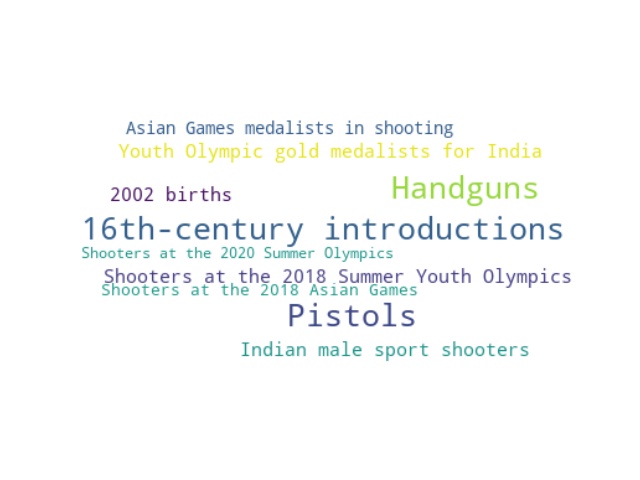 Asian Games medalists in shooting
Youth Olympic gold medalists for India
Handguns
2002 births
16th-century introductions
Shooters at the 2020 Summer Olympics
Shooters at the 2018 Summer Youth Olympics
Shooters at the 2018 Asian Games
Pistols
Indian male sport shooters